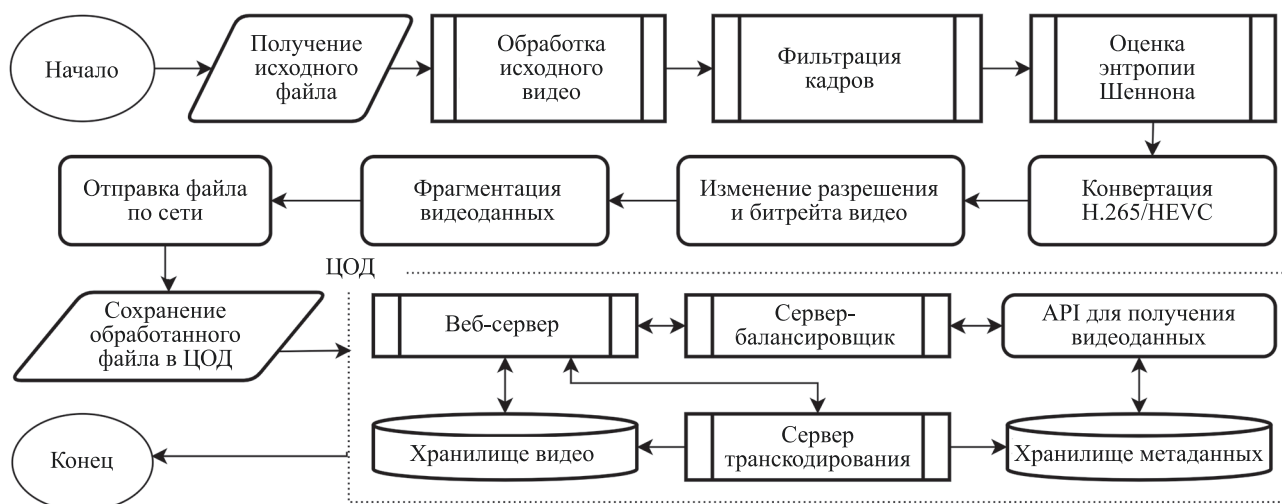 Начало
Получение
исходного
файла
Обработка
исходного
видео
Фильтрация
кадров
Оценка
энтропии
Шеннона
Отправка файла
по сети
Фрагментация
видеоданных
Изменение разрешения
и битрейта видео
Конвертация
H.265/HEVC
ЦОД
Сохранение
обработанного
файла в ЦОД
Веб-сервер
Сервер-
балансировщик
API для получения
видеоданных
Конец
Хранилище видео
Сервер
транскодирования
Хранилище метаданных